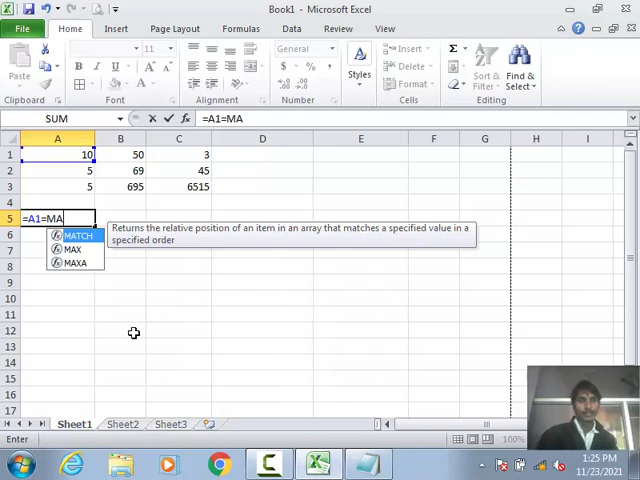 Book1 - Microsoft Excel
File Home Insert Page Layout Formulas Data Review View
Paste
11
B I U
General
$ % ,
Styles
Insert
Delete
Format
Σ
Sort & Filter
Find & Select
Clipboard Font Alignment Number Cells Editing
SUM
fx
=A1=MA
A B C D E F G H I
1 10 50 3
2 5 69 45
3 5 695 6515
4
5 =A1=MA
6 MATCH
Returns the relative position of an item in an array that matches a specified value in a
specified order
7 MAX
8 MAXA
9
10
11
12
13
14
15
16
17
Sheet1 Sheet2 Sheet3
Enter
100%
1:25 PM
11/23/2021